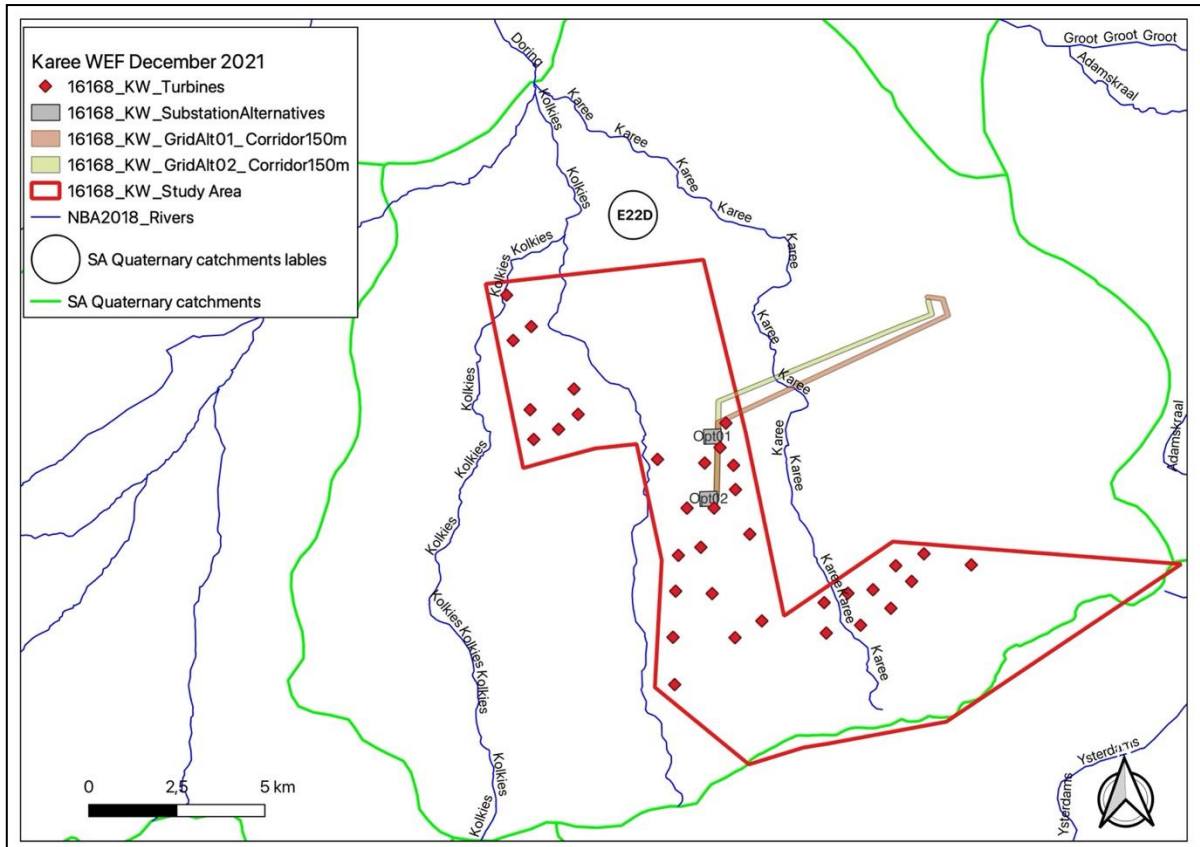 Karee WEF December 2021
16168_KW_Turbines
16168_KW_SubstationAlternatives
16168_KW_GridAlt01_Corridor150m
16168_KW_GridAlt02_Corridor150m
16168_KW_Study Area
NBA2018_Rivers
SA Quaternary catchments lables
SA Quaternary catchments
Doring
Groot Groot Groot
Adamskraal
Kolkies
Karee
Karee
Karee
Karee
Karee
Kolkies
E22D
Kolkies
Kolkies
Karee
Karee
Kolkies
Karee
Karee
Kolkies
Kolkies
Kolkies
Kolkies
Kolkies
Kolkies
Kolkies
Opt01
Opt02
Adamskraal
Karee
Karee
Karee
Ysterdams
Ysterdams
0 2,5 5 km